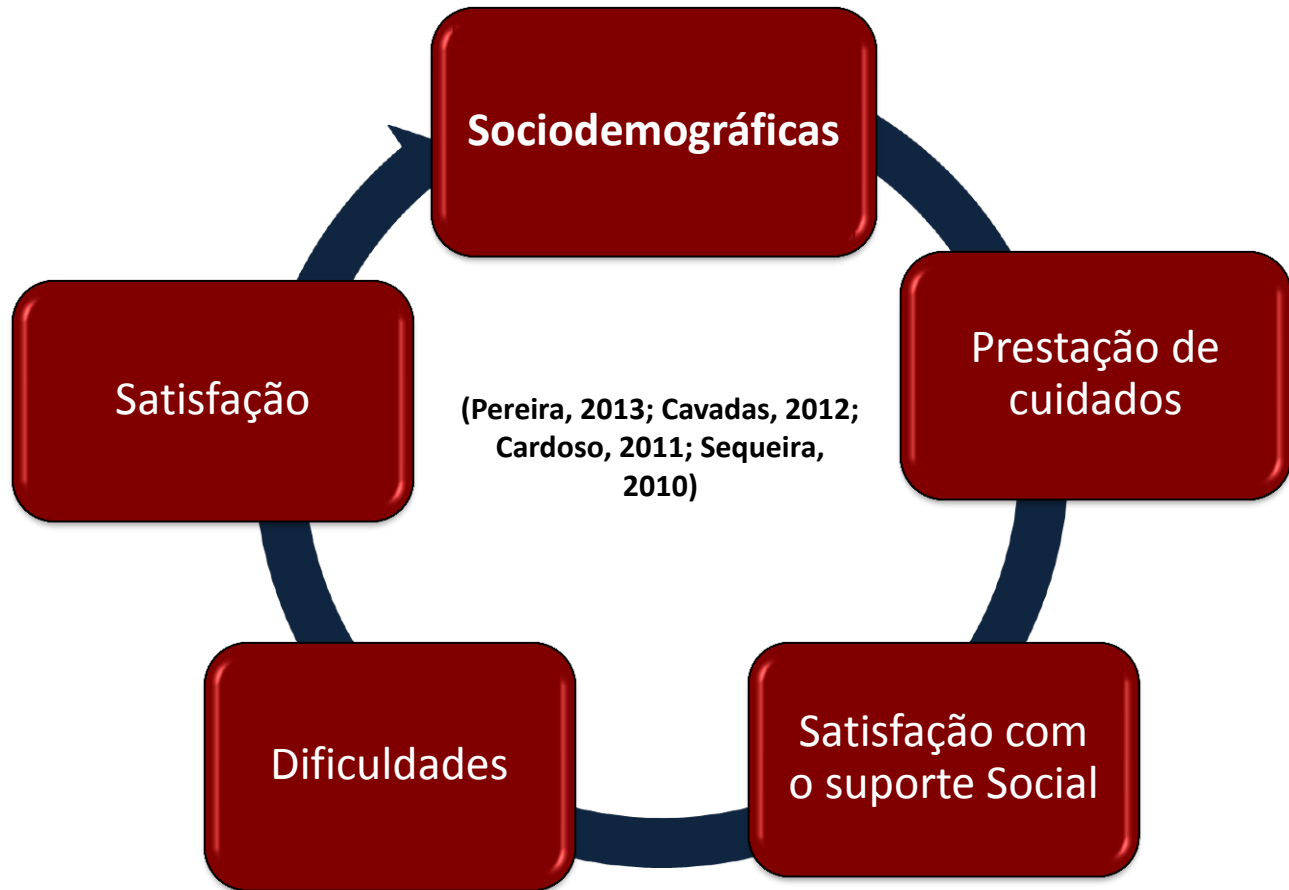 Sociodemográficas
Prestação de
cuidados
Satisfação com
o suporte Social
Dificuldades
Satisfação
(Pereira, 2013; Cavadas, 2012;
Cardoso, 2011; Sequeira,
2010)